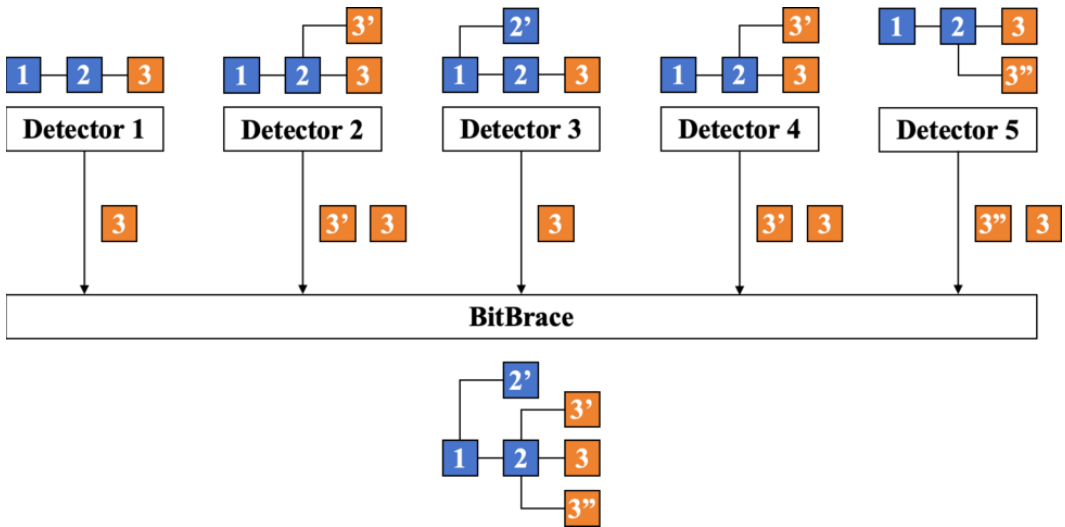 3’ 2’ 3’ 1 2 3
1 2 3 1 2 3 1 2 3 1 2 3 3”
Detector 1 Detector 2 Detector 3 Detector 4 Detector 5
3 3’ 3 3 3’ 3 3” 3
BitBrace
2’
3’
1 2 3
3”